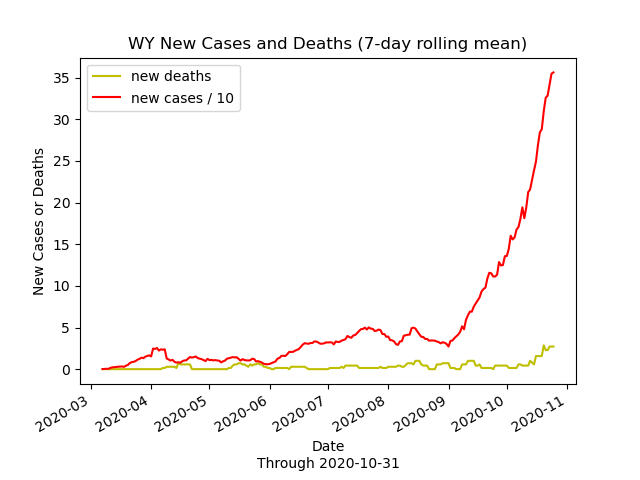 WY New Cases and Deaths (7-day rolling mean)
new deaths
new cases / 10
New Cases or Deaths
35
30
25
20
15
10
5
0
2020-03
2020-04
2020-05
2020-06
2020-07
2020-08
2020-09
2020-10
2020-11
Date
Through 2020-10-31